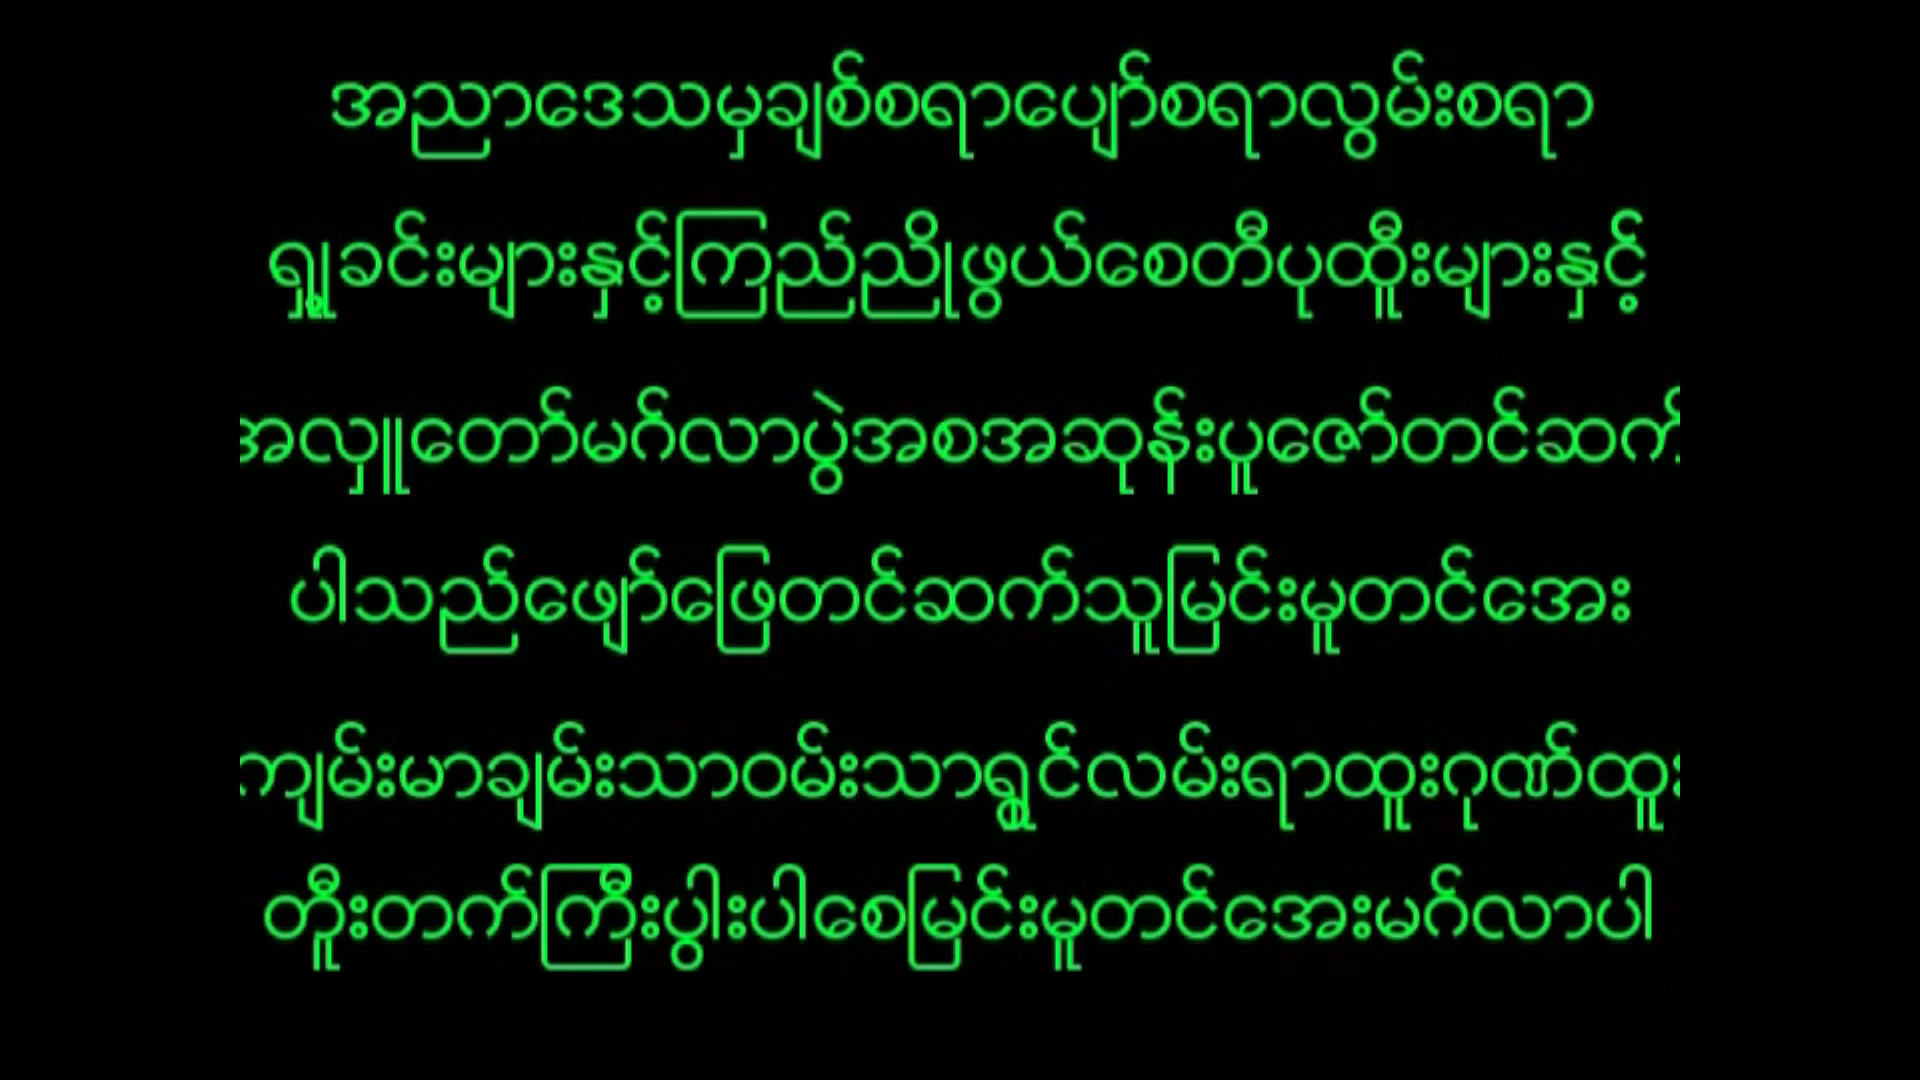 အညာဒေသမှချစ်စရာပျော်စရာလွမ်းစရာ
ရှု့ခင်းများနှင့်ကြည်ညိုဖွယ်စေတီပုထိူးများနှင့်
အလှူတော်မင်္ဂလာပွဲအစအဆုန်းပူဇော်တင်ဆက်
ပါသည်ဖျော်ဖြေတင်ဆက်သူမြင်းမူတင်အေး
ကျမ်းမာချမ်းသာဝမ်းသာရွှင်လမ်းရာထူးဂုဏ်ထူး
တိူးတက်ကြီးပွါးပါစေမြင်းမူတင်အေးမဂ်လာပါ